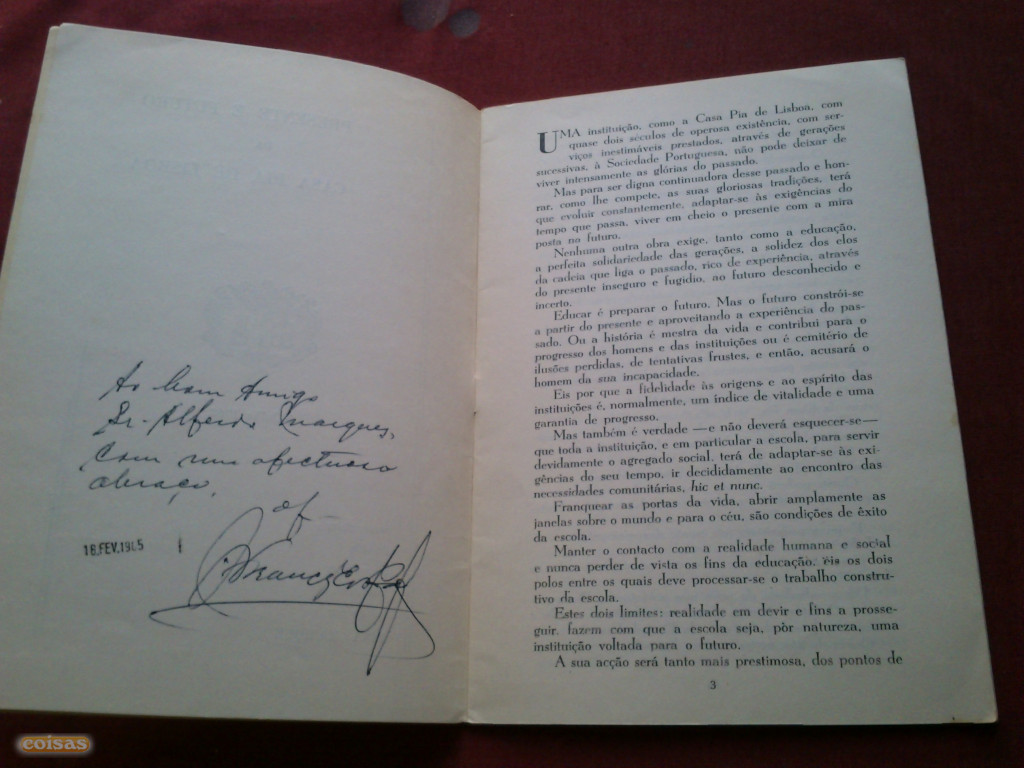 Ao bom Amigo
Dr. Alfredo Marques,
com um afectuoso
abraço,
of.
18.FEV.1965
UMA instituição, como a Casa Pia de Lisboa, com
quase dois séculos de operosa existência, com ser-
viços inestimáveis prestados, através de gerações
sucessivas, à Sociedade Portuguesa, não pode deixar de
viver intensamente as glórias do passado.
Mas para ser digna continuadora desse passado e hon-
rar, como lhe compete, as suas gloriosas tradições, terá
que evoluir constantemente, adaptar-se às exigências do
tempo que passa, viver em cheio o presente com a mira
posta no futuro.
Nenhuma outra obra exige, tanto como a educação,
a perfeita solidariedade das gerações, a solidez dos elos
da cadeia que liga o passado, rico de experiência, através
do presente inseguro e fugidio, ao futuro desconhecido e
incerto.
Educar é preparar o futuro. Mas o futuro constrói-se
a partir do presente e aproveitando a experiência do pas-
sado. Ou a história é mestra da vida e contribui para o
progresso dos homens e das instituições ou é cemitério de
ilusões perdidas, de tentativas frustes, e então, acusará o
homem da sua incapacidade.
Eis por que a fidelidade às origens e ao espírito das
instituições é, normalmente, um índice de vitalidade e uma
garantia de progresso.
Mas também é verdade —e não deverá esquecer-se—
que toda a instituição, e em particular a escola, para servir
devidamente o agregado social, terá de adaptar-se às exi-
gências do seu tempo, ir decididamente ao encontro das
necessidades comunitárias, hic et nunc.
Franquear as portas da vida, abrir amplamente as
janelas sobre o mundo e para o céu, são condições de êxito
da escola.
Manter o contacto com a realidade humana e social
e nunca perder de vista os fins da educação, eis os dois
polos entre os quais deve processar-se o trabalho constru-
tivo da escola.
Estes dois limites: realidade em devir e fins a prosse-
guir, fazem com que a escola seja, por natureza, uma
instituição voltada para o futuro.
A sua acção será tanto mais prestimosa, dos pontos de
3
coisas